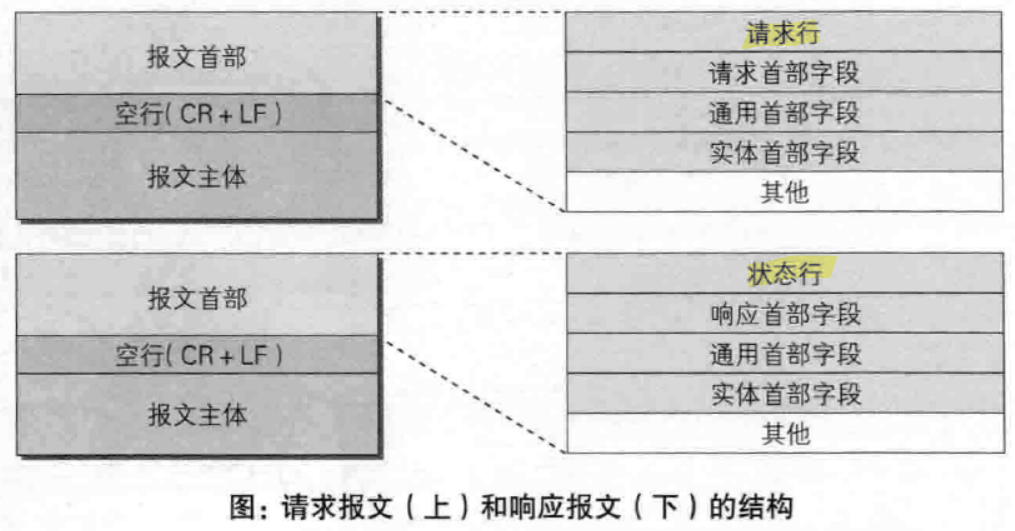 报文首部
空行( CR + LF )
报文主体
请求行
请求首部字段
通用首部字段
实体首部字段
其他
报文首部
空行( CR + LF )
报文主体
状态行
响应首部字段
通用首部字段
实体首部字段
其他
图：请求报文（上）和响应报文（下）的结构